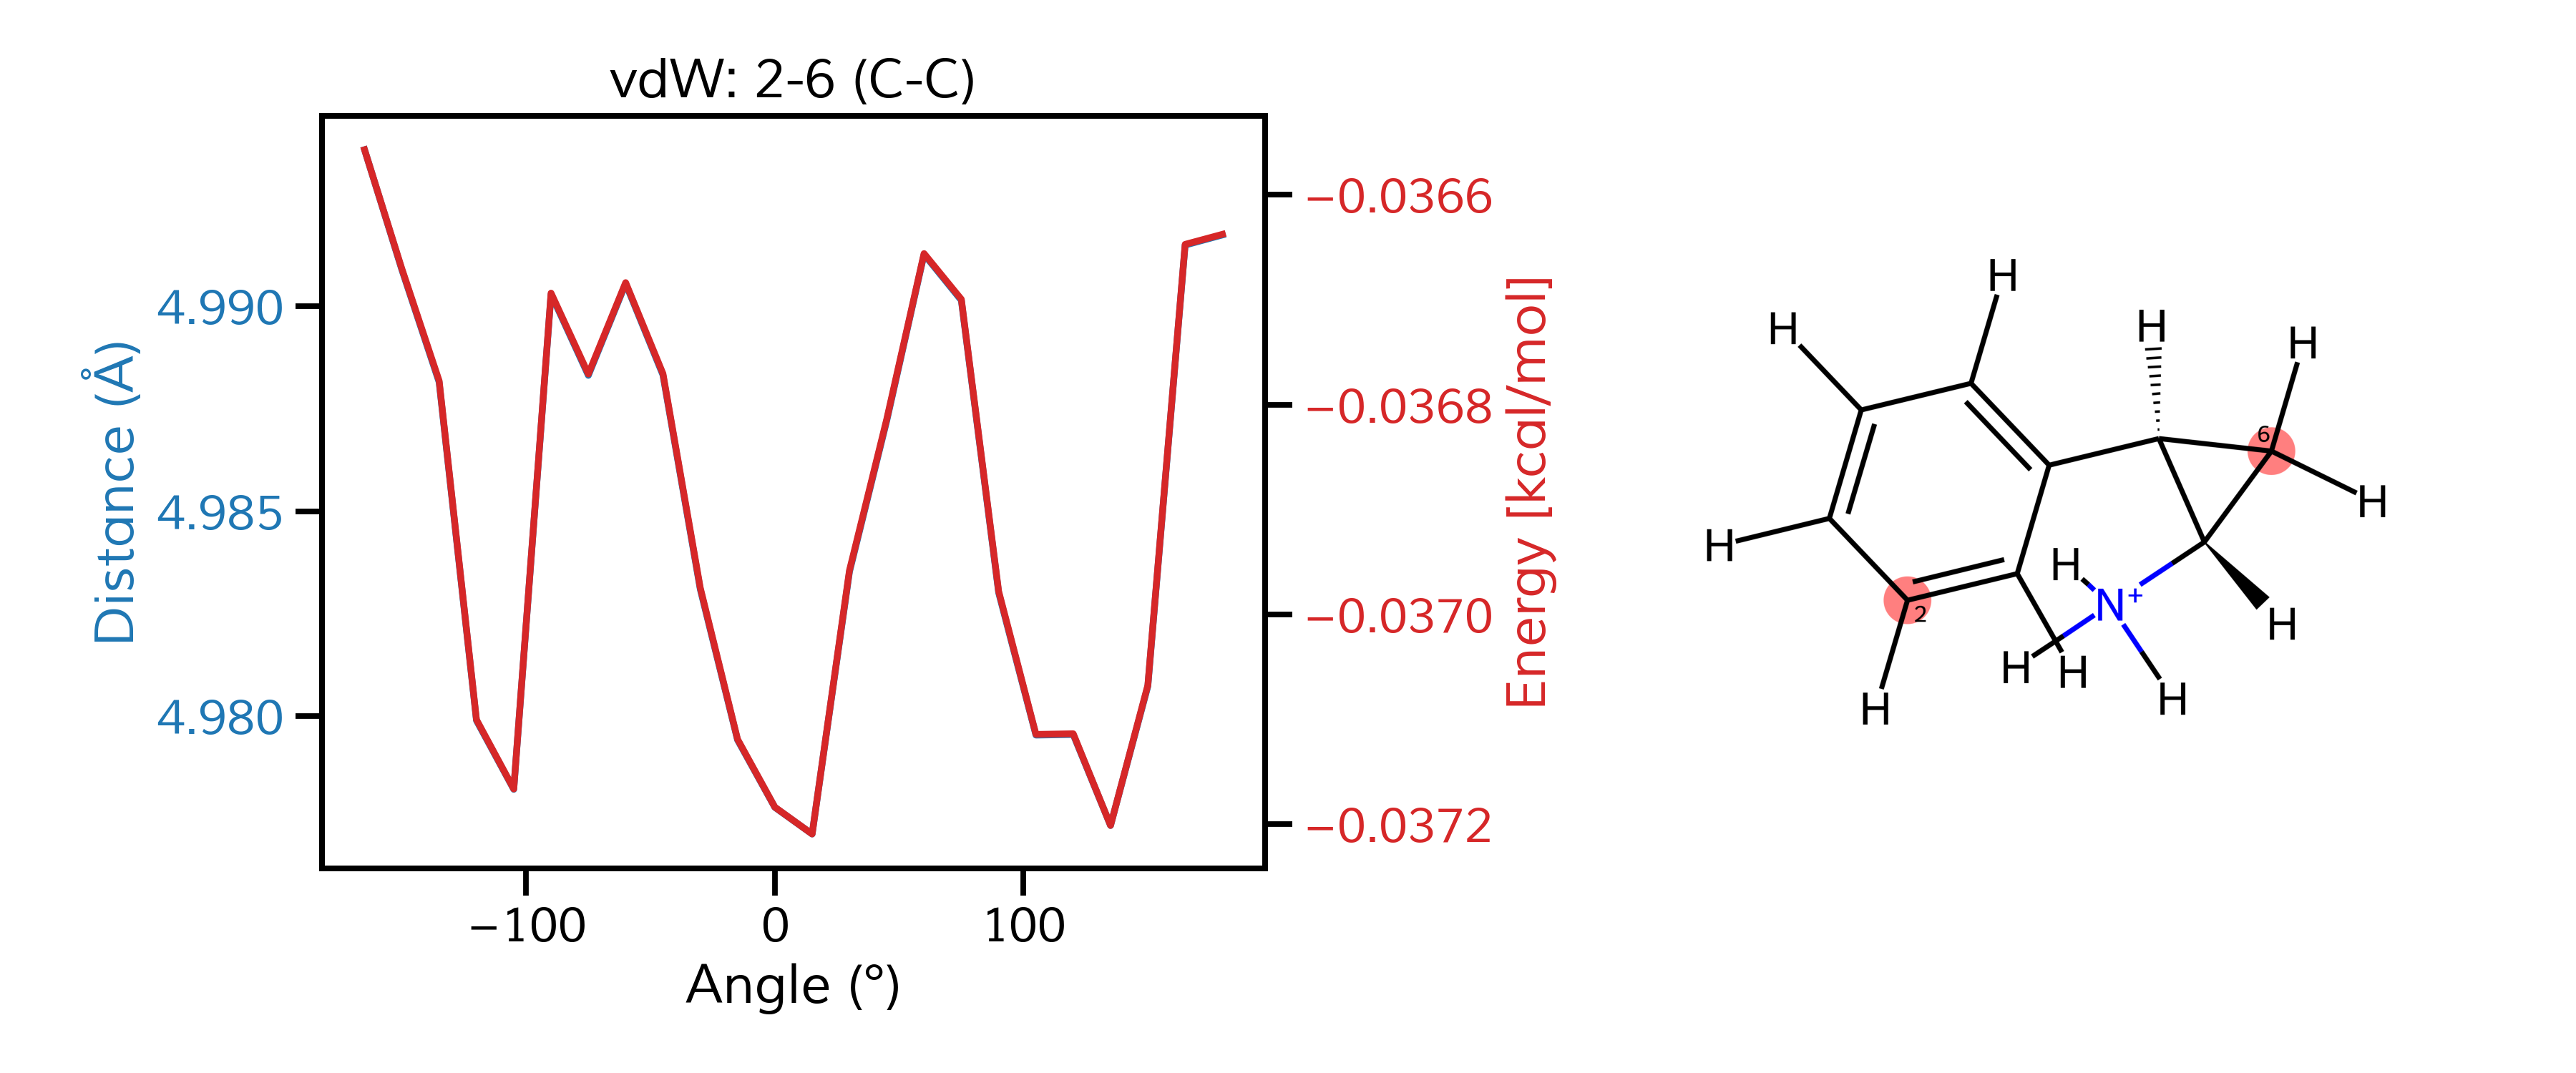 vdW: 2-6 (C-C)
Distance (Å)
4.990
4.985
4.980
−100
0
100
Angle (°)
−0.0366
−0.0368
−0.0370
−0.0372
Energy [kcal/mol]
H
H
H
H
H
6
H
H
H
N+
2
H
H
H
H
H